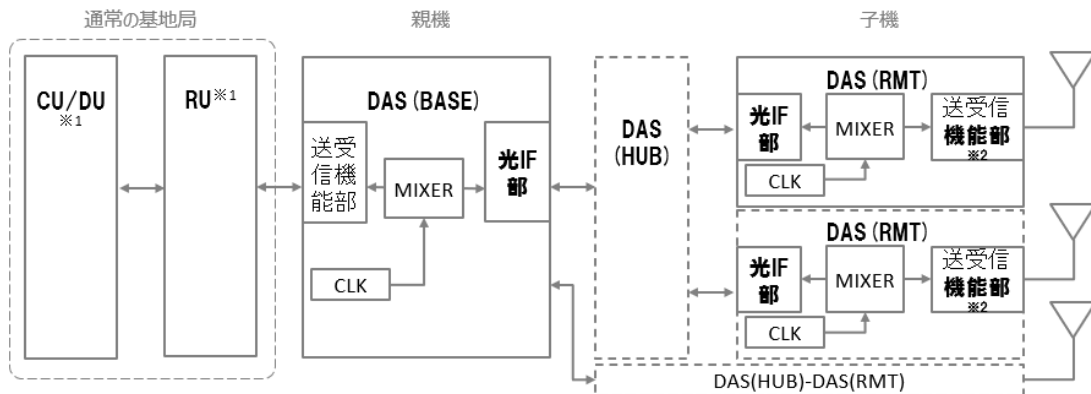 通常の基地局
親機
子機
CU/DU
※1
RU※1
DAS (BASE)
送受
信機
能部
MIXER
光IF
部
CLK
DAS
(HUB)
DAS (RMT)
光IF
部
MIXER
送受信
機能部
※2
CLK
DAS (RMT)
光IF
部
MIXER
送受信
機能部
※2
CLK
DAS(HUB)-DAS(RMT)